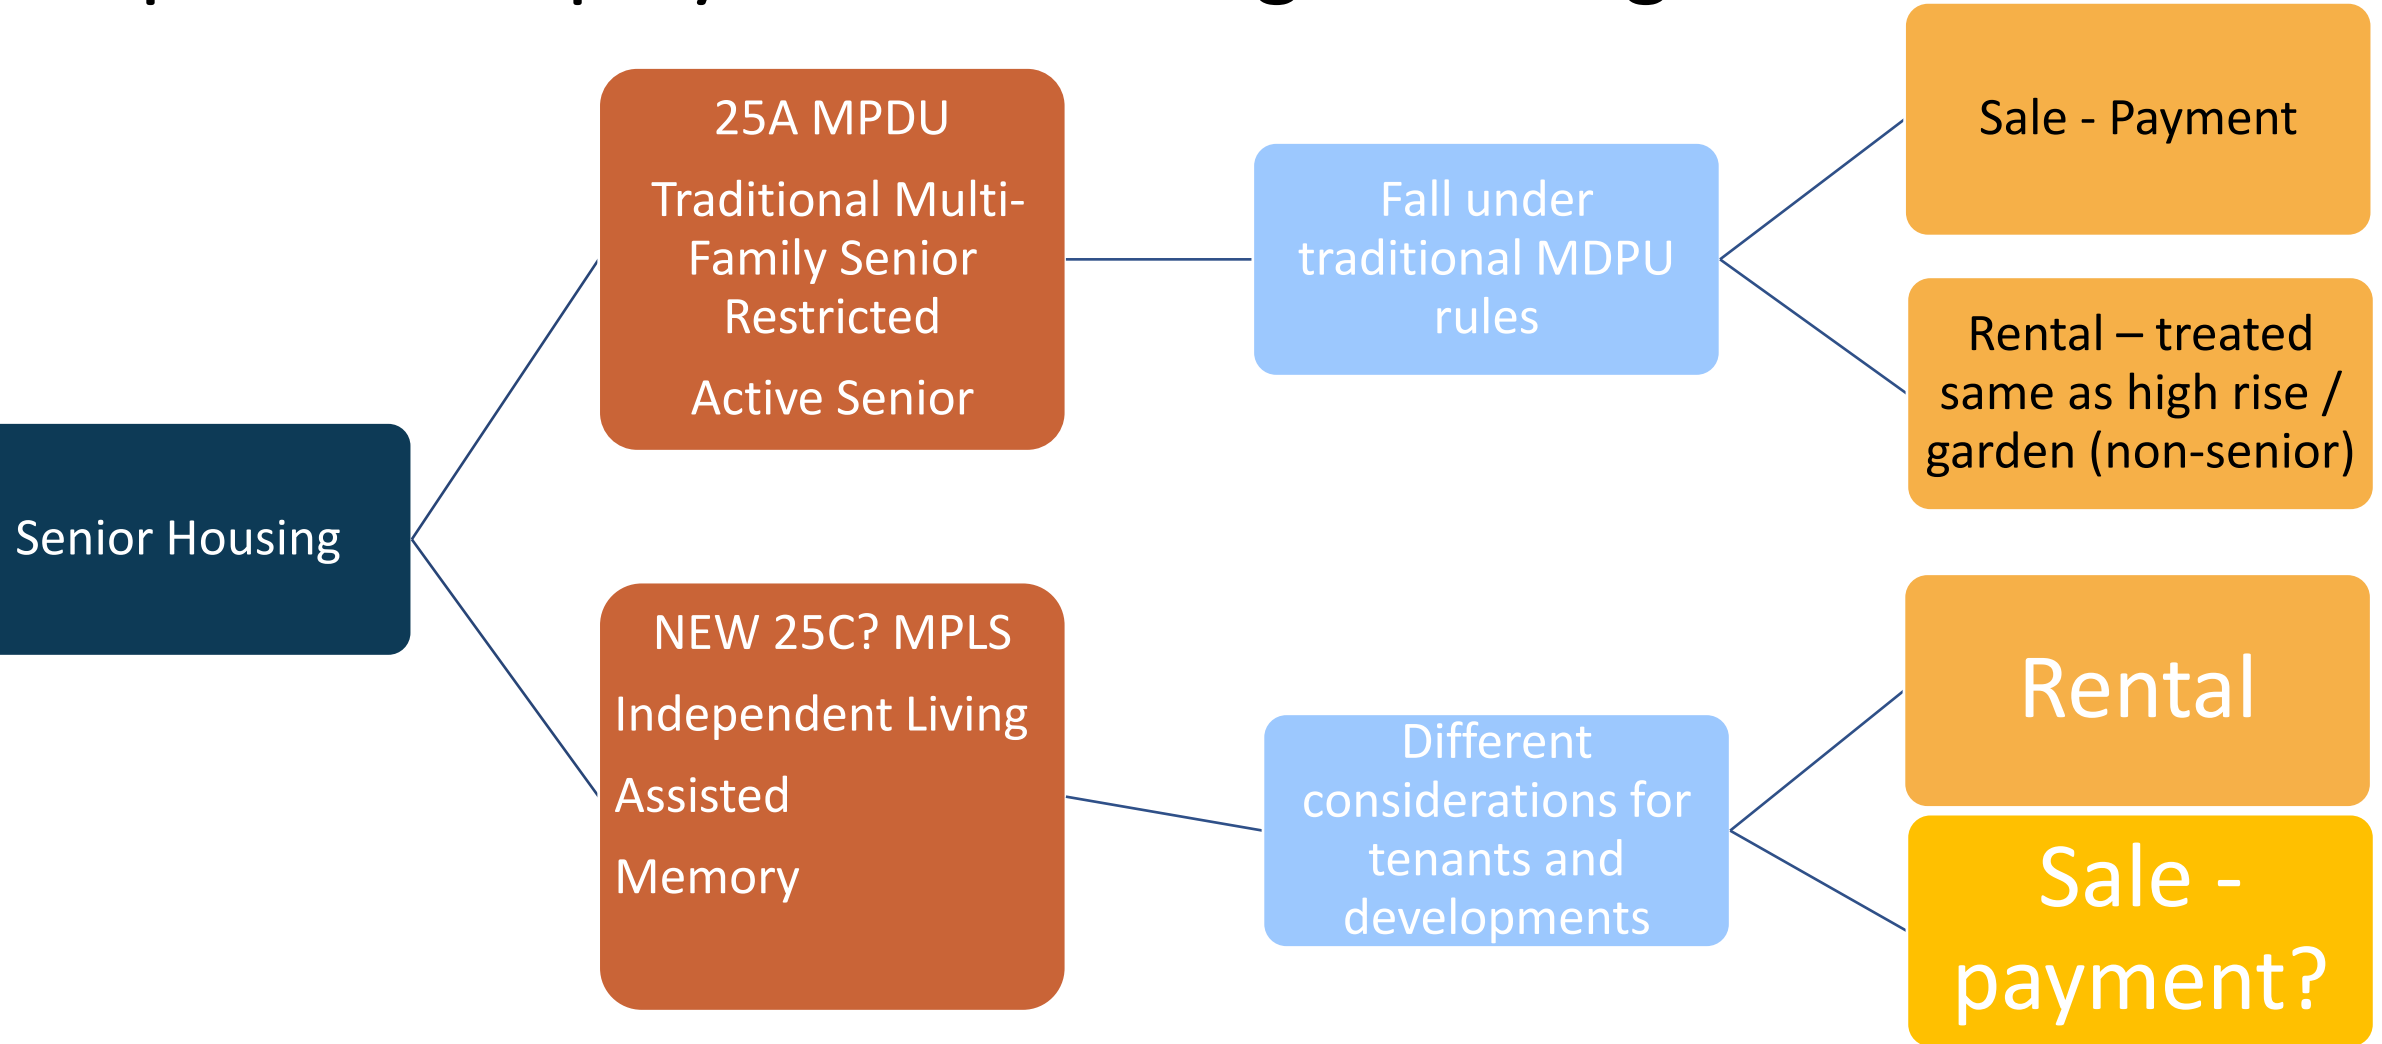 Senior Housing
25A MPDU
Traditional Multi-
Family Senior
Restricted
Active Senior
Fall under
traditional MDPU
rules
Sale - Payment
Rental – treated
same as high rise /
garden (non-senior)
NEW 25C? MPLS
Independent Living
Assisted
Memory
Different
considerations for
tenants and
developments
Rental
Sale -
payment?